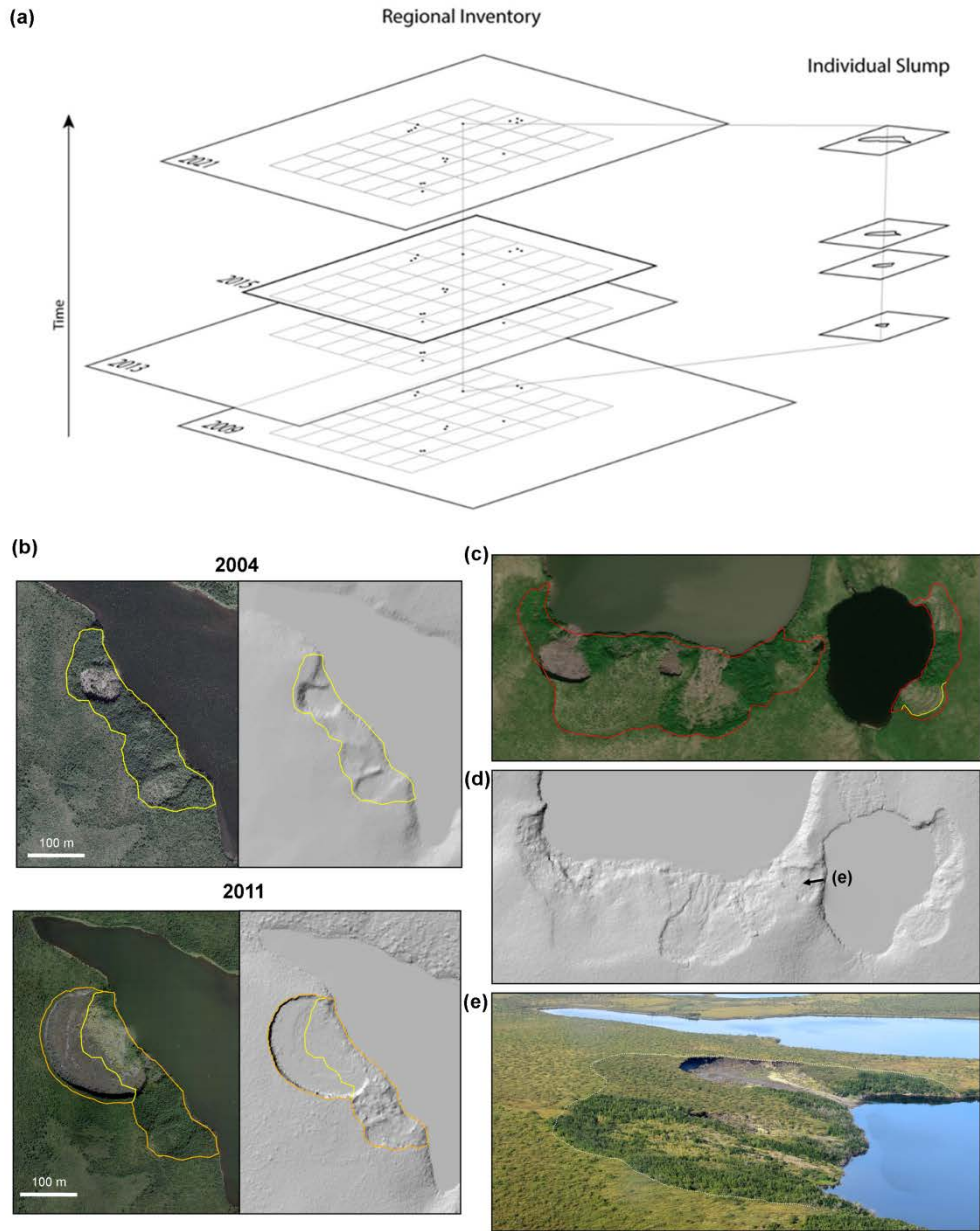 (a)
Regional Inventory
Individual Slump
Time
2021
2015
2013
2009
(b)
2004
100 m
2011
100 m
(c)
(d)
(e)
(e)